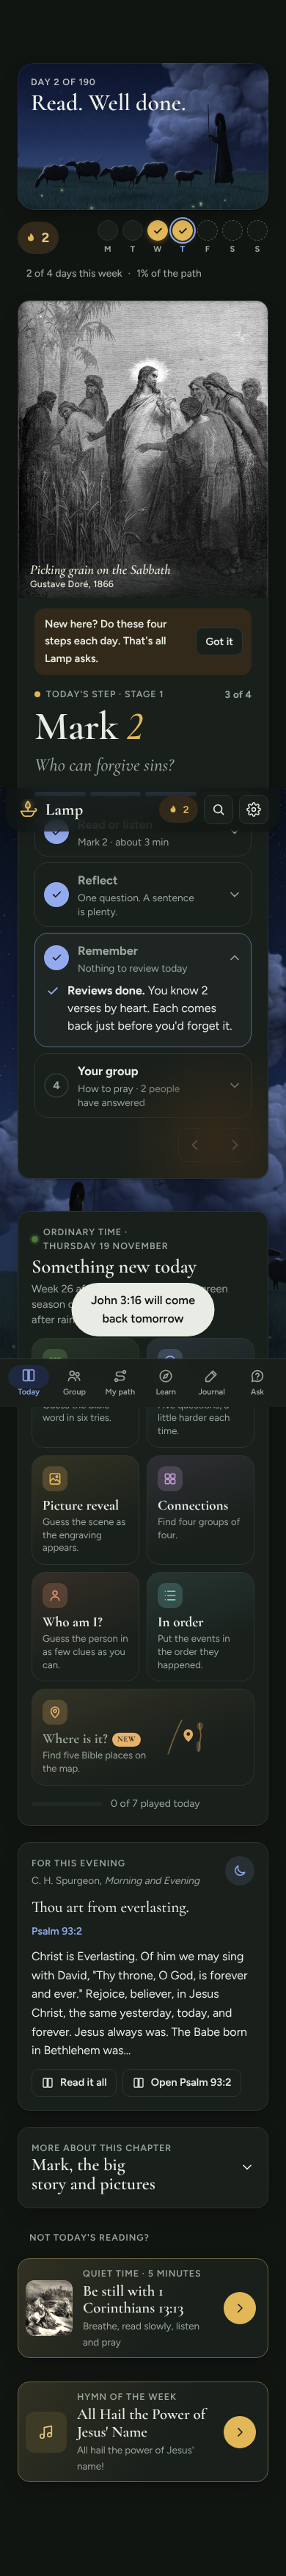 DAY 2 OF 190
Read. Well done.
2
M T W T F S S
2 of 4 days this week · 1% of the path
Picking grain on the Sabbath
Gustave Doré, 1866
New here? Do these four
steps each day. That's all
Lamp asks.
Got it
TODAY'S STEP · STAGE 1
3 of 4
Mark 2
Who can forgive sins?
Lamp
2
Read or listen
Mark 2 · about 3 min
Reflect
One question. A sentence
is plenty.
Remember
Nothing to review today
Reviews done. You know 2
verses by heart. Each comes
back just before you'd forget it.
4
Your group
How to pray · 2 people
have answered
ORDINARY TIME ·
THURSDAY 19 NOVEMBER
Something new today
Week 26
season
after
John 3:16 will come
back tomorrow
Today
Group
My path
Learn
Journal
Ask
word in six tries.
little harder each
time.
Picture reveal
Guess the scene as
the engraving
appears.
Connections
Find four groups of
four.
Who am I?
Guess the person in
as few clues as you
can.
In order
Put the events in
the order they
happened.
Where is it? NEW
Find five Bible places on
the map.
0 of 7 played today
FOR THIS EVENING
C. H. Spurgeon, Morning and Evening
Thou art from everlasting.
Psalm 93:2
Christ is Everlasting. Of him we may sing
with David, "Thy throne, O God, is forever
and ever." Rejoice, believer, in Jesus
Christ, the same yesterday, today, and
forever. Jesus always was. The Babe born
in Bethlehem was…
Read it all
Open Psalm 93:2
MORE ABOUT THIS CHAPTER
Mark, the big
story and pictures
NOT TODAY'S READING?
QUIET TIME · 5 MINUTES
Be still with 1
Corinthians 13:13
Breathe, read slowly, listen
and pray
HYMN OF THE WEEK
All Hail the Power of
Jesus' Name
All hail the power of Jesus'
name!